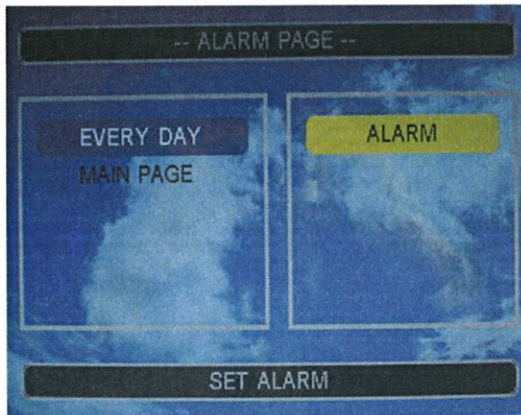 -- ALARM PAGE --
EVERY DAY
MAIN PAGE
ALARM
SET ALARM